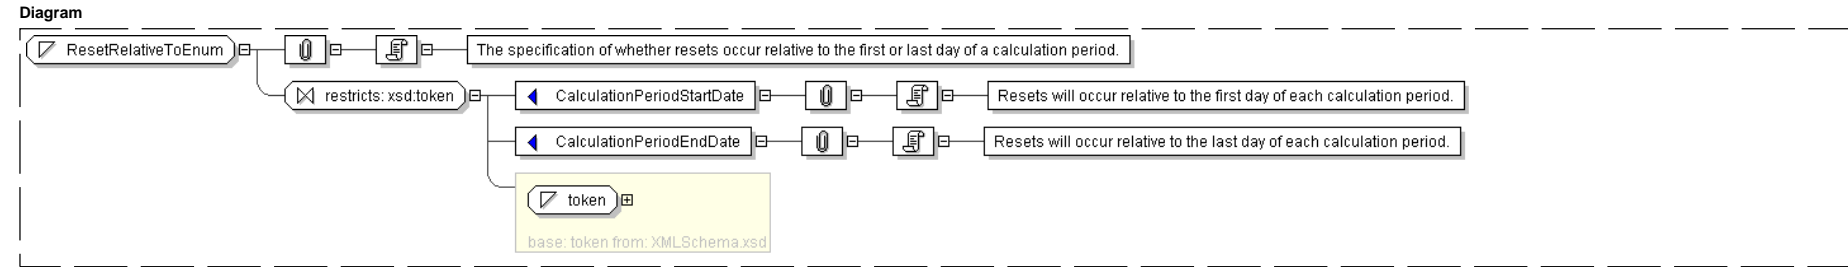 Diagram
ResetRelativeToEnum
The specification of whether resets occur relative to the first or last day of a calculation period.
restricts: xsd:token
CalculationPeriodStartDate
Resets will occur relative to the first day of each calculation period.
CalculationPeriodEndDate
Resets will occur relative to the last day of each calculation period.
token
base: token from: XMLSchema.xsd